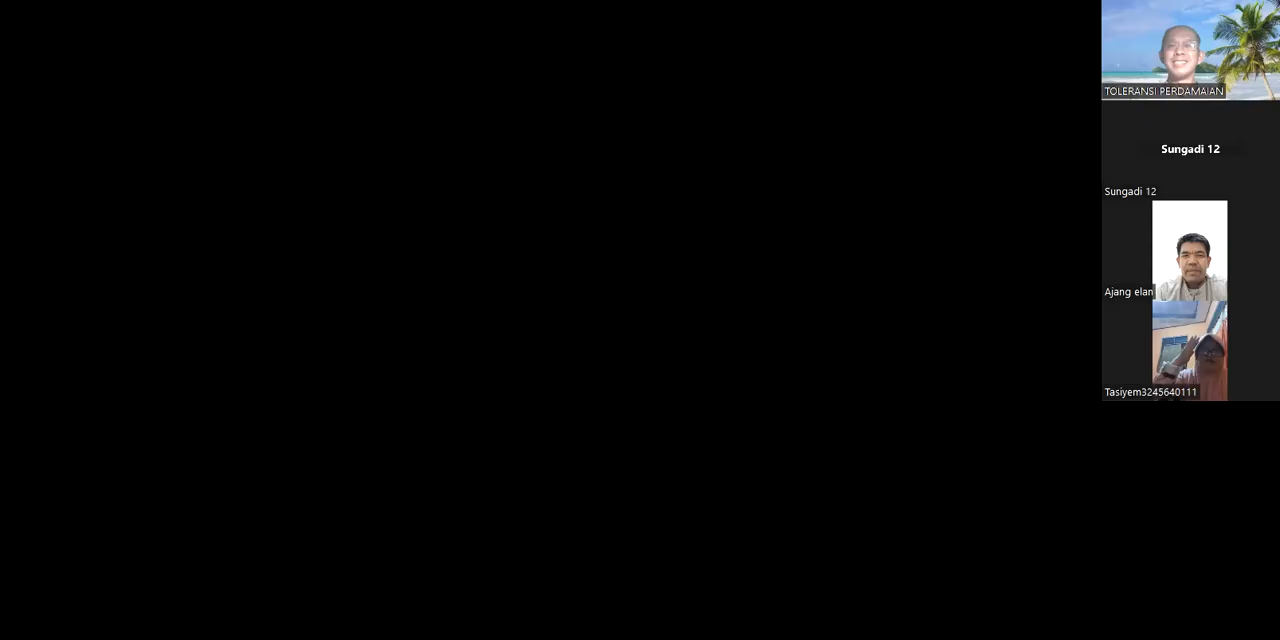 TOLERANSI PERDAMAIAN
Sungadi 12
Sungadi 12
Ajang elan
Tasiyem3245640111